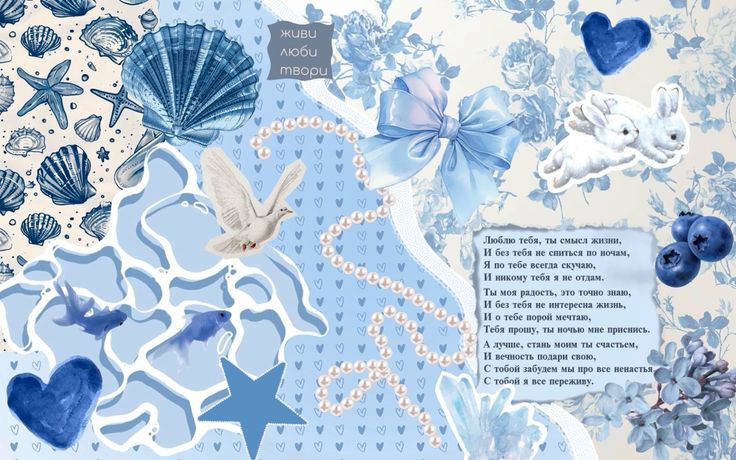 живи
люби
твори
Люблю тебя, ты смысл жизни,
И без тебя не спиться по ночам,
Я по тебе всегда скучаю,
И никому тебя я не отдам.
Ты моя радость, это точно знаю,
И без тебя не интересна жизнь,
И о тебе порой мечтаю,
Тебя прошу, ты ночью мне приснись.
А лучше, стань моим ты счастьем,
И вечность подари свою,
С тобой забудем мы про все ненастья
С тобой я все переживу.